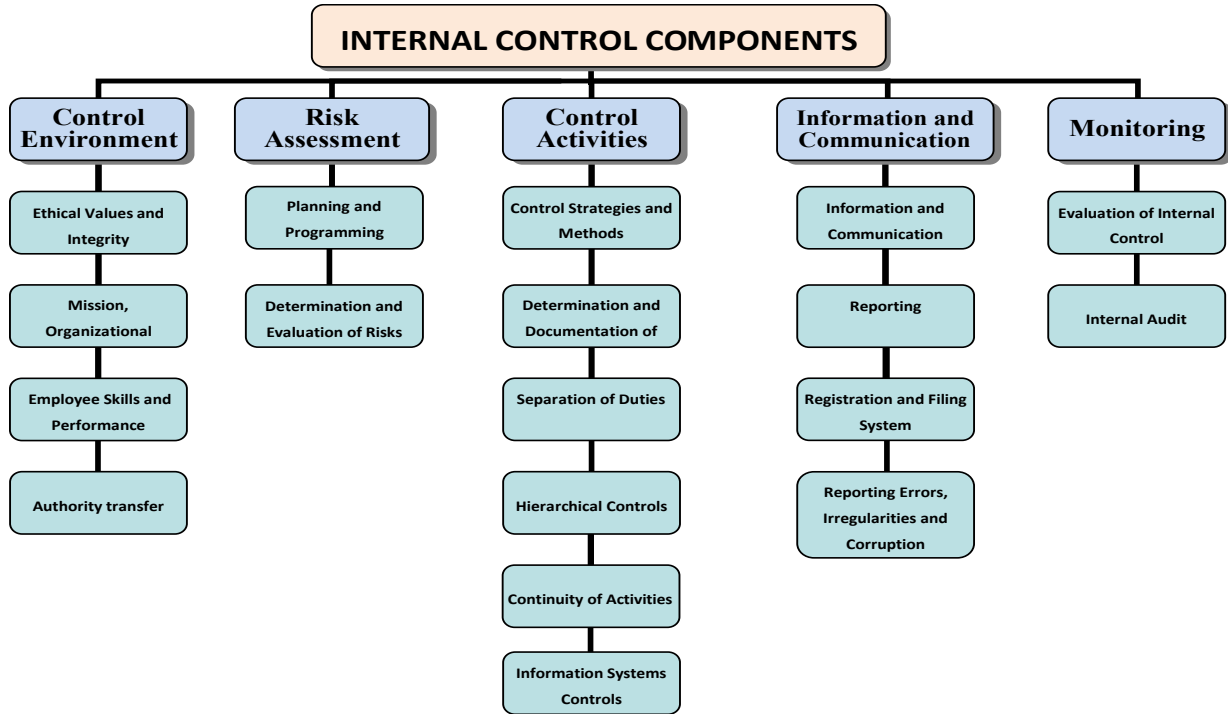 INTERNAL CONTROL COMPONENTS
Control
Environment
Ethical Values and
Integrity
Mission,
Organizational
Employee Skills and
Performance
Authority transfer
Risk
Assessment
Planning and
Programming
Determination and
Evaluation of Risks
Control
Activities
Control Strategies and
Methods
Determination and
Documentation of
Separation of Duties
Hierarchical Controls
Continuity of Activities
Information Systems
Controls
Information and
Communication
Information and
Communication
Reporting
Registration and Filing
System
Reporting Errors,
Irregularities and
Corruption
Monitoring
Evaluation of Internal
Control
Internal Audit